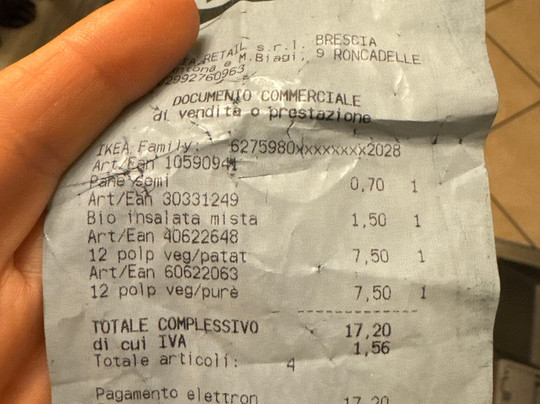 RETAIL s.r.l. BRESCIA
M.Biagi, 9 RONCADELLE
02992760963
DOCUMENTO COMMERCIALE
di vendita o prestazione
IKEA Family: 6275980xxxxxxxx2028
Art/Ean 10590941
Pane semi 0,70 1
Art/Ean 30331249
Bio insalata mista 1,50 1
Art/Ean 40622648
12 polp veg/patat 7,50 1
Art/Ean 60622063
12 polp veg/purè 7,50 1
TOTALE COMPLESSIVO 17,20
di cui IVA 1,56
Totale articoli: 4
Pagamento elettron 17,20